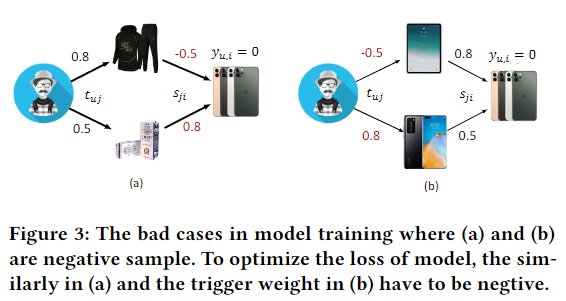 0.8
-0.5
y_{u,i} = 0
t_{uj}
s_{ji}
0.5
0.8
(a)
-0.5
0.8
y_{u,i} = 0
t_{uj}
s_{ji}
0.8
0.5
(b)
Figure 3: The bad cases in model training where (a) and (b)
are negative sample. To optimize the loss of model, the sim-
ilarly in (a) and the trigger weight in (b) have to be negtive.